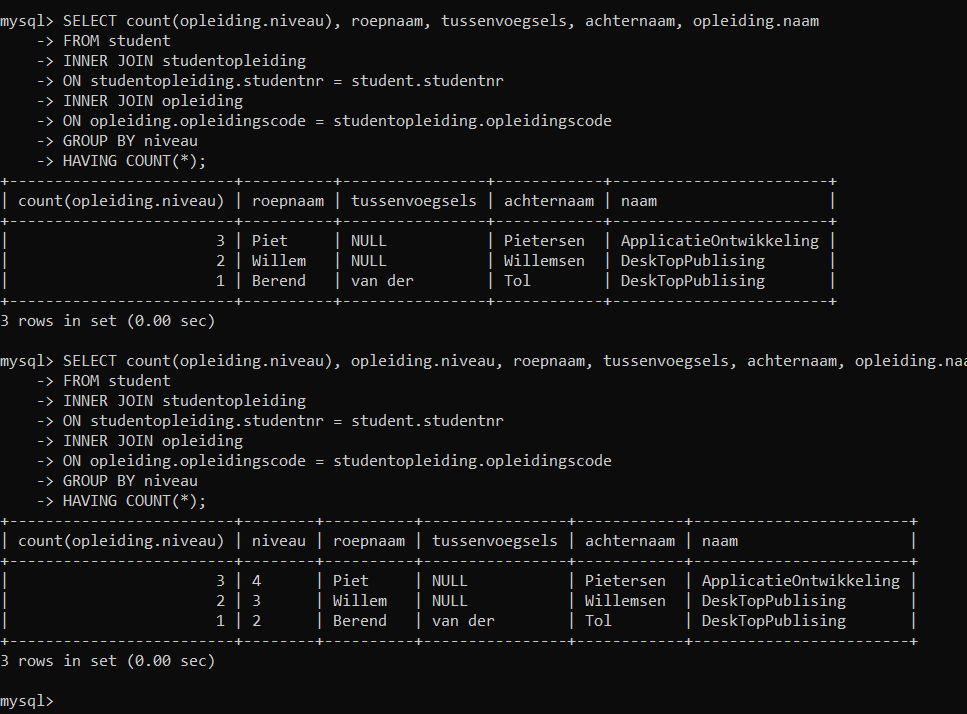 mysql> SELECT count(opleiding.niveau), roepnaam, tussenvoegsels, achternaam, opleiding.naam
    -> FROM student
    -> INNER JOIN studentopleiding
    -> ON studentopleiding.studentnr = student.studentnr
    -> INNER JOIN opleiding
    -> ON opleiding.opleidingscode = studentopleiding.opleidingscode
    -> GROUP BY niveau
    -> HAVING COUNT(*);
+-------------------------+----------+----------------+------------+------------------------+
| count(opleiding.niveau) | roepnaam | tussenvoegsels | achternaam | naam                   |
+-------------------------+----------+----------------+------------+------------------------+
|                       3 | Piet     | NULL           | Pietersen  | ApplicatieOntwikkeling |
|                       2 | Willem   | NULL           | Willemsen  | DeskTopPublising       |
|                       1 | Berend   | van der        | Tol        | DeskTopPublising       |
+-------------------------+----------+----------------+------------+------------------------+
3 rows in set (0.00 sec)

mysql> SELECT count(opleiding.niveau), opleiding.niveau, roepnaam, tussenvoegsels, achternaam, opleiding.naa
    -> FROM student
    -> INNER JOIN studentopleiding
    -> ON studentopleiding.studentnr = student.studentnr
    -> INNER JOIN opleiding
    -> ON opleiding.opleidingscode = studentopleiding.opleidingscode
    -> GROUP BY niveau
    -> HAVING COUNT(*);
+-------------------------+--------+----------+----------------+------------+------------------------+
| count(opleiding.niveau) | niveau | roepnaam | tussenvoegsels | achternaam | naam                   |
+-------------------------+--------+----------+----------------+------------+------------------------+
|                       3 | 4      | Piet     | NULL           | Pietersen  | ApplicatieOntwikkeling |
|                       2 | 3      | Willem   | NULL           | Willemsen  | DeskTopPublising       |
|                       1 | 2      | Berend   | van der        | Tol        | DeskTopPublising       |
+-------------------------+--------+----------+----------------+------------+------------------------+
3 rows in set (0.00 sec)

mysql>